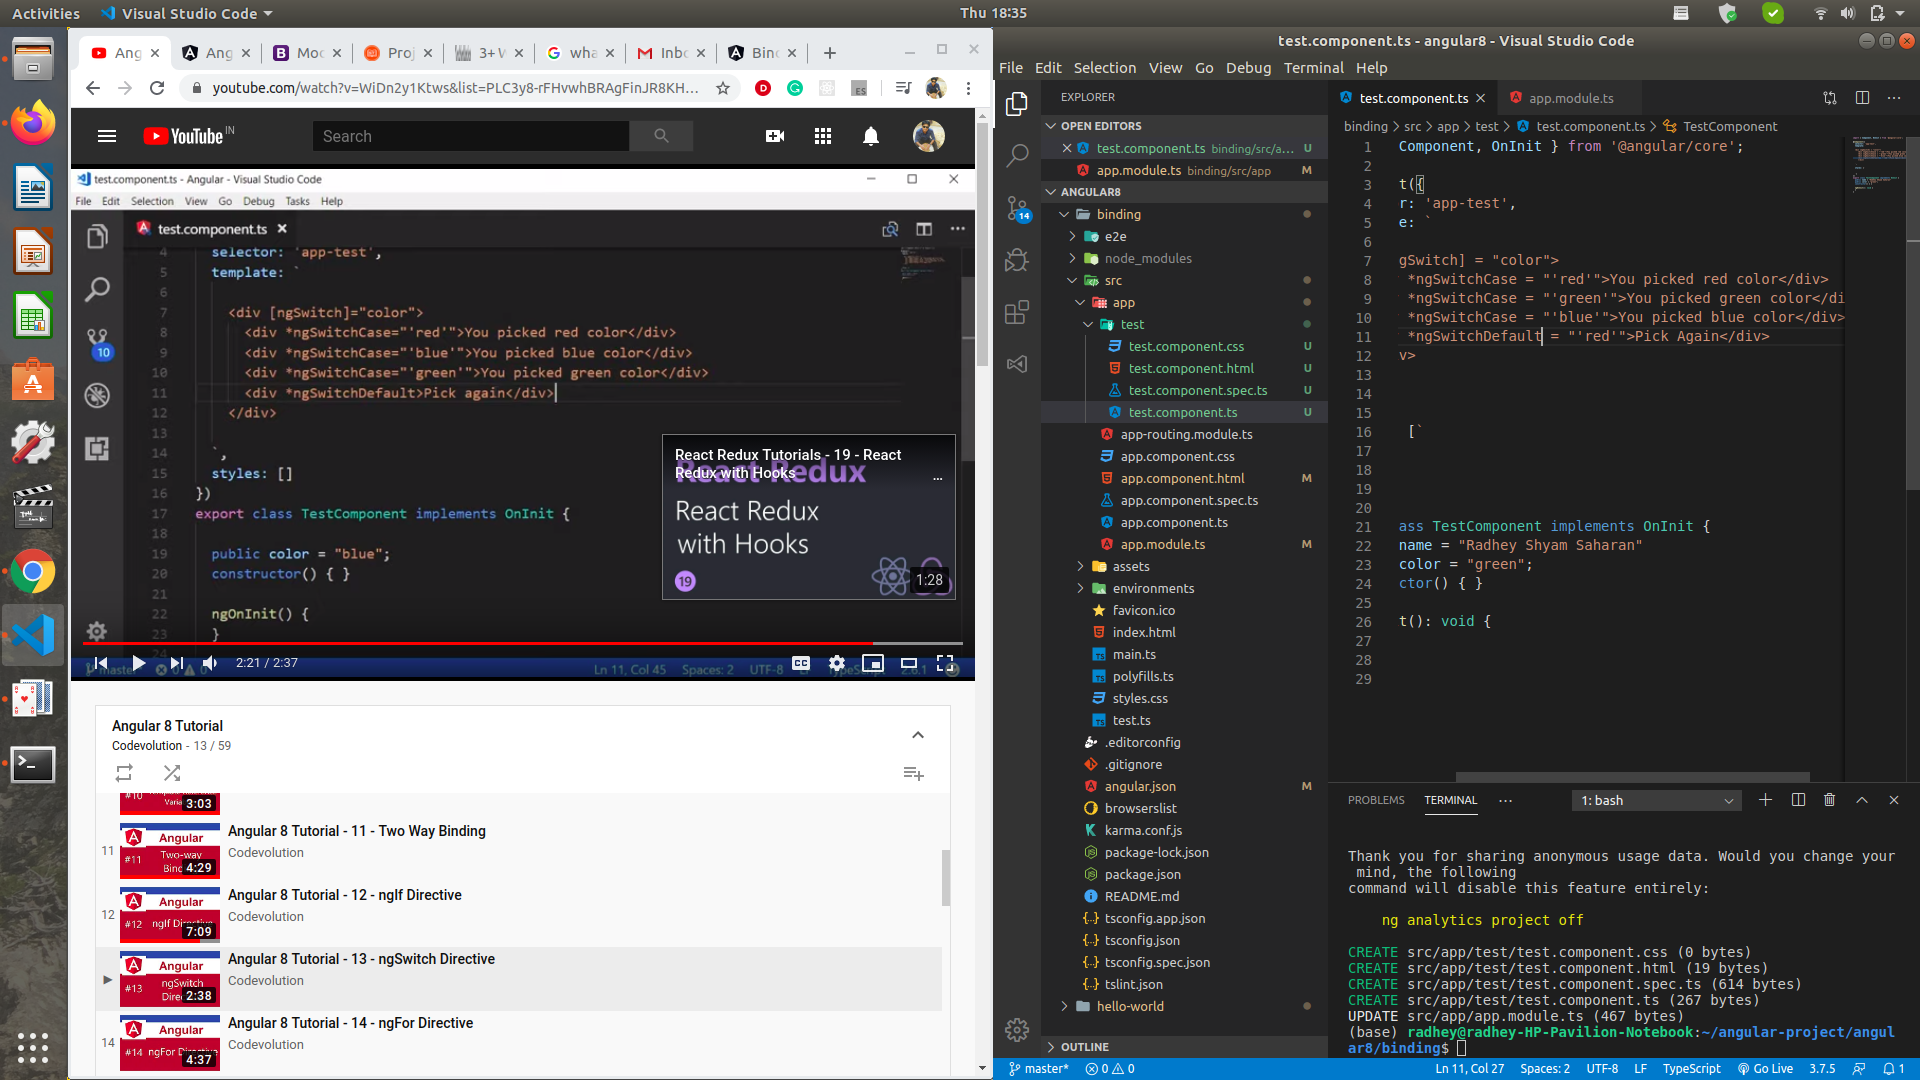 Activities
Visual Studio Code
Thu 18:35
Ang
Ang
Moc
Proj
3+ W
wha
Inb
Bin
youtube.com/watch?v=WiDn2y1Ktws&list=PLC3y8-rFHvwhBRAgFinJR8KH...
YouTube IN
Search
test.component.ts - Angular - Visual Studio Code
File Edit Selection View Go Debug Tasks Help
test.component.ts
4 selector: 'app-test',
5 template: `
6
7 <div [ngSwitch]="color">
8 <div *ngSwitchCase="'red'">You picked red color</div>
9 <div *ngSwitchCase="'blue'">You picked blue color</div>
10 <div *ngSwitchCase="'green'">You picked green color</div>
11 <div *ngSwitchDefault>Pick again</div>
12 </div>
13
14 `,
15 styles: []
16 })
17 export class TestComponent implements OnInit {
18
19 public color = "blue";
20 constructor() { }
21
22 ngOnInit() {
23 }
10
React Redux Tutorials - 19 - React
Redux with Hooks
...
React Redux
React Redux
with Hooks
19
1:28
2:21 / 2:37
master*
Ln 11, Col 45 Spaces: 2 UTF-8 TypeScript 2.6.1
Angular 8 Tutorial
Codevolution - 13 / 59
3:03
11
Angular
#11
Two-way
4:29
Angular 8 Tutorial - 11 - Two Way Binding
Codevolution
12
Angular
#12 ngIf Directive
7:09
Angular 8 Tutorial - 12 - ngIf Directive
Codevolution
Angular
#13
ngSwitch
2:38
Angular 8 Tutorial - 13 - ngSwitch Directive
Codevolution
14
Angular
#14 ngFor Directive
4:37
Angular 8 Tutorial - 14 - ngFor Directive
Codevolution
test.component.ts - angular8 - Visual Studio Code
File Edit Selection View Go Debug Terminal Help
EXPLORER
OPEN EDITORS
test.component.ts binding/src/a... U
app.module.ts binding/src/app M
ANGULAR8
14
binding
e2e
node_modules
src
app
test
test.component.css U
test.component.html U
test.component.spec.ts U
test.component.ts U
app-routing.module.ts
app.component.css
app.component.html M
app.component.spec.ts
app.component.ts
app.module.ts M
assets
environments
favicon.ico
index.html
main.ts
polyfills.ts
styles.css
test.ts
.editorconfig
.gitignore
angular.json M
browserslist
karma.conf.js
package-lock.json
package.json
README.md
tsconfig.app.json
tsconfig.json
tsconfig.spec.json
tslint.json
hello-world
OUTLINE
test.component.ts
app.module.ts
binding > src > app > test > test.component.ts > TestComponent
1 Component, OnInit } from '@angular/core';
2
3 t({
4 r: 'app-test',
5 e: `
6
7 gSwitch] = "color">
8 *ngSwitchCase = "'red'">You picked red color</div>
9 *ngSwitchCase = "'green'">You picked green color</di
10 *ngSwitchCase = "'blue'">You picked blue color</div>
11 *ngSwitchDefault = "'red'">Pick Again</div>
12 v>
13
14
15
16 [`
17
18
19
20
21 ass TestComponent implements OnInit {
22 name = "Radhey Shyam Saharan"
23 color = "green";
24 ctor() { }
25
26 t(): void {
27
28
29
PROBLEMS TERMINAL ...
1: bash
Thank you for sharing anonymous usage data. Would you change your
mind, the following
command will disable this feature entirely:
ng analytics project off
CREATE src/app/test/test.component.css (0 bytes)
CREATE src/app/test/test.component.html (19 bytes)
CREATE src/app/test/test.component.spec.ts (614 bytes)
CREATE src/app/test/test.component.ts (267 bytes)
UPDATE src/app/app.module.ts (467 bytes)
(base) radhey@radhey-HP-Pavilion-Notebook:~/angular-project/angul
ar8/binding$
master* 0 0
Ln 11, Col 27 Spaces: 2 UTF-8 LF TypeScript Go Live 3.7.5 1